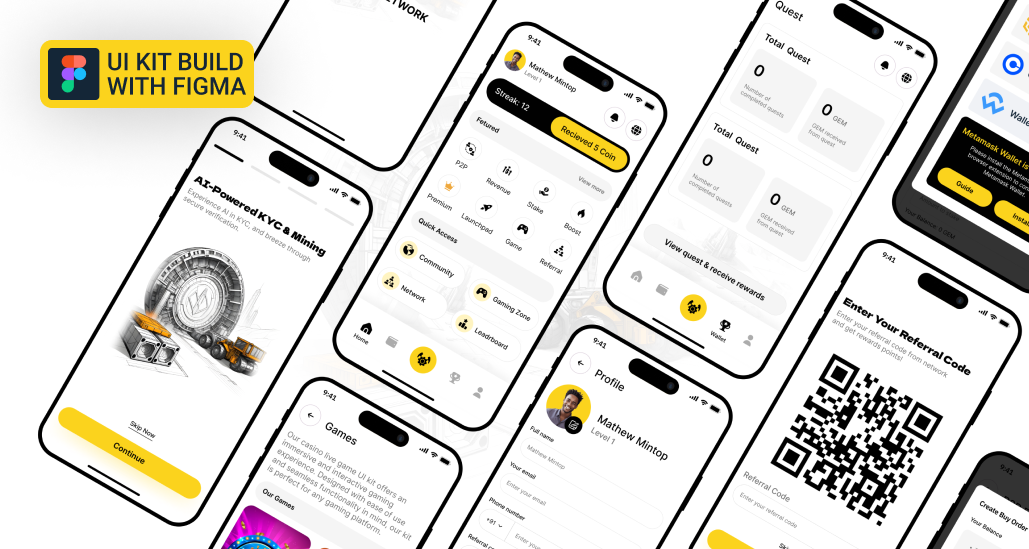 UI KIT BUILD
WITH FIGMA
9:41
AI-Powered KYC & Mining
Experience AI in KYC, and breeze through
secure verification.
Skip Now
Continue
9:41
Mathew Mintop
Level 1
Streak: 12
Recieved 5 Coin
Fetured
View more
P2P
Revenue
Stake
Boost
Premium
Launchpad
Game
Referral
Quick Access
Community
Gaming Zone
Network
Leadrboard
Home
Quest
Total Quest
0
Number of
completed quests
0 GEM
GEM received
from quest
Total Quest
0
Number of
completed quests
0 GEM
GEM received
from quest
View quest & receive rewards
Wallet
Metamask Wallet is
Please install the Metam
browser extension to co
Metamask Wallet
Guide
Instal
Your Balance: 5 GEM
9:41
Games
Our casino live game UI kit offers an
immersive and interactive gaming
experience. Designed with ease of use
and seamless functionality in mind, our kit
is perfect for any gaming platform.
Our Games
9:41
Profile
Mathew Mintop
Level 1
Full name
Mathew Mintop
Your email
Enter your email
Phone number
+91
Enter your
9:41
Enter Your Referral Code
Enter your referral code from network
and get rewards points!
Referral Code
Enter your referral code
9:41
Create Buy Order
Your Balance